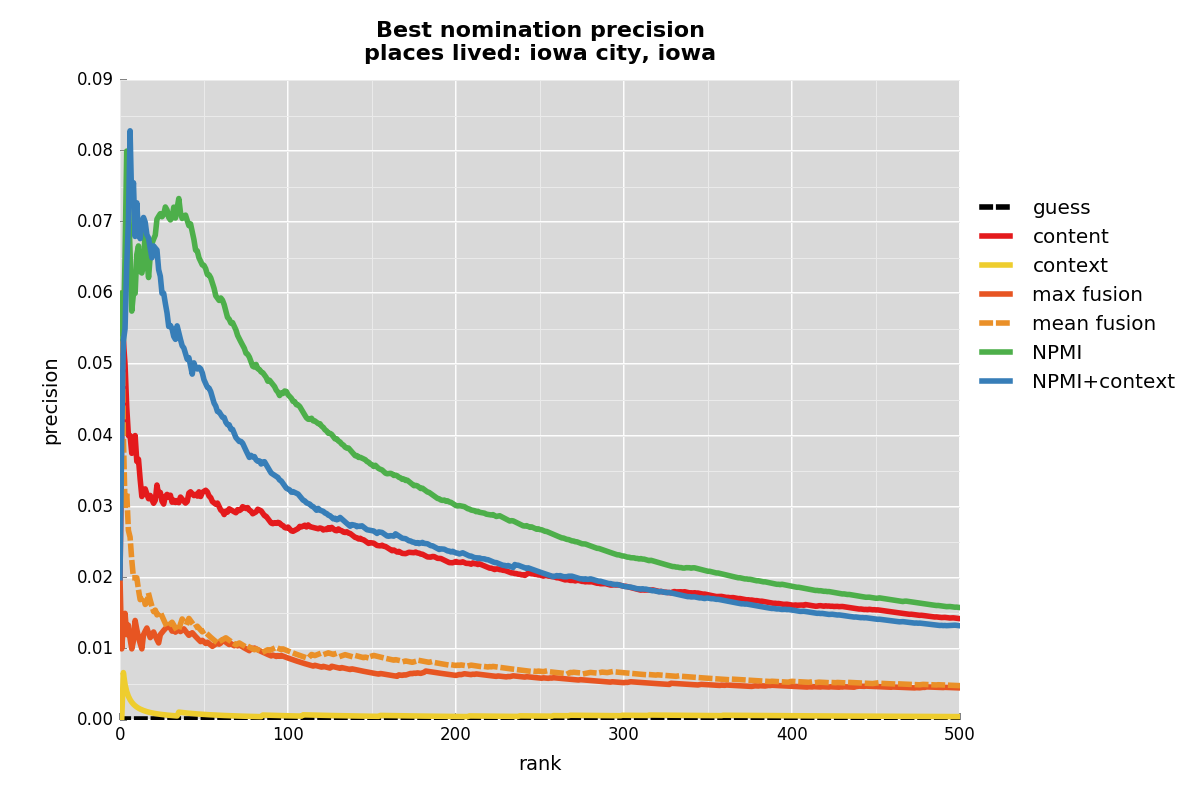 Best nomination precision
places lived: iowa city, iowa
0.09
0.08
0.07
0.06
0.05
0.04
0.03
0.02
0.01
0.00
precision
0 100 200 300 400 500
rank
guess
content
context
max fusion
mean fusion
NPMI
NPMI+context